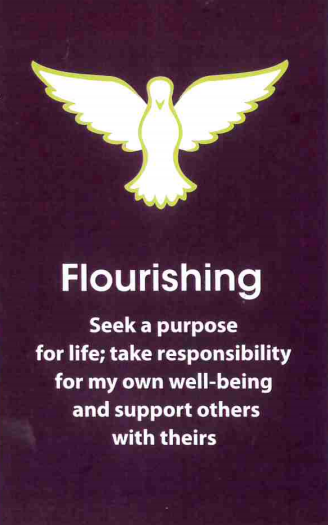 Flourishing
Seek a purpose
for life; take responsibility
for my own well-being
and support others
with theirs